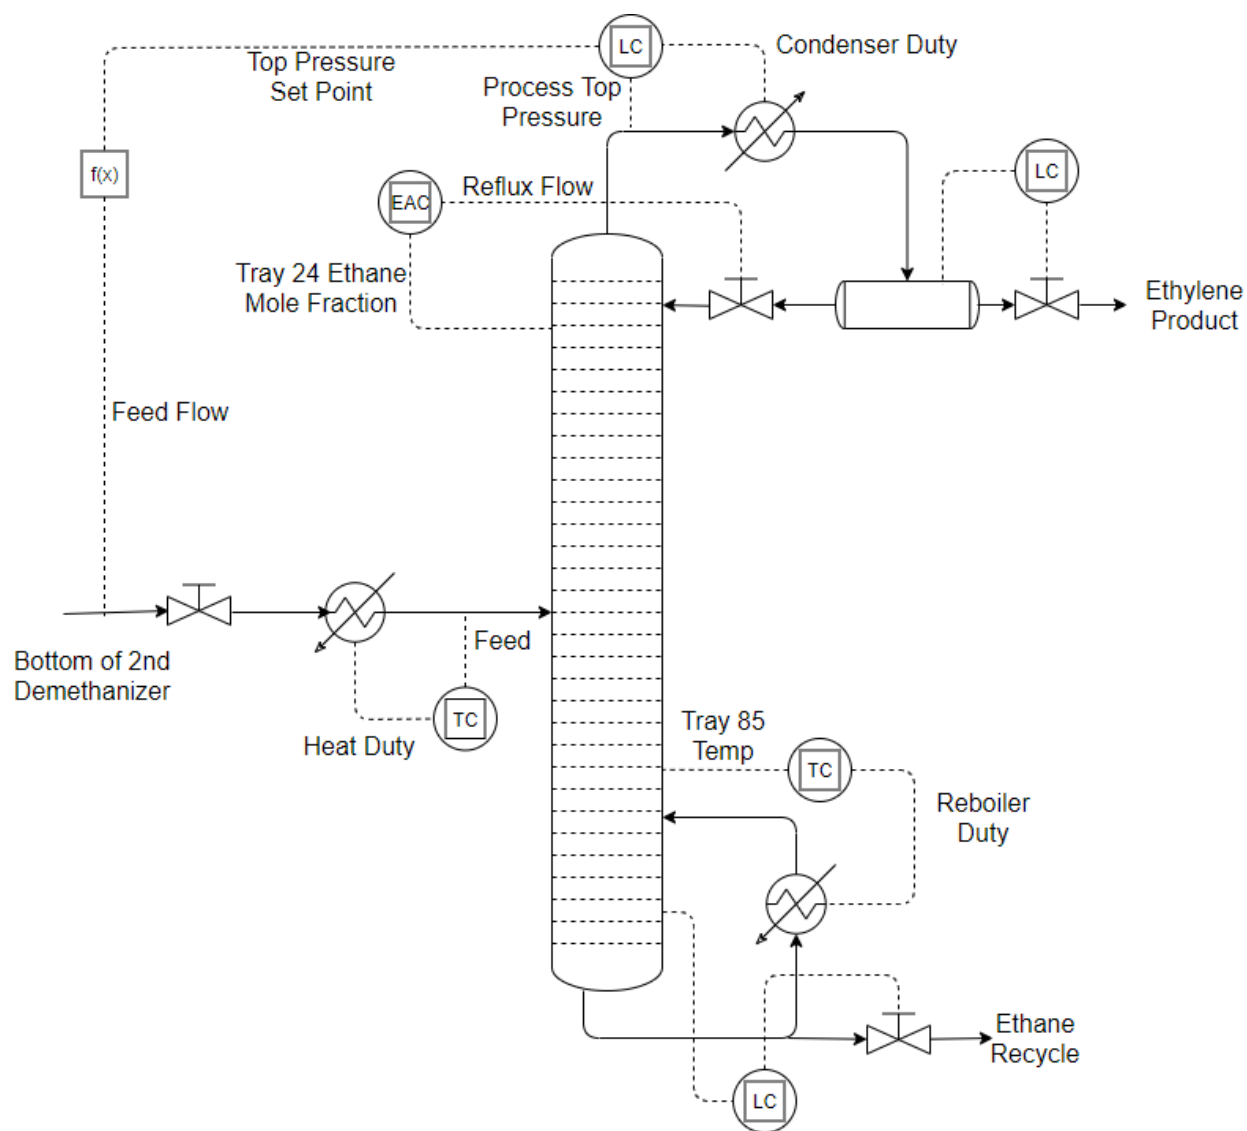 LC
Condenser Duty
Top Pressure
Set Point
Process Top
Pressure
f(x)
LC
EAC
Reflux Flow
Tray 24 Ethane
Mole Fraction
Ethylene
Product
Feed Flow
Feed
Bottom of 2nd
Demethanizer
TC
Heat Duty
Tray 85
Temp
TC
Reboiler
Duty
Ethane
Recycle
LC